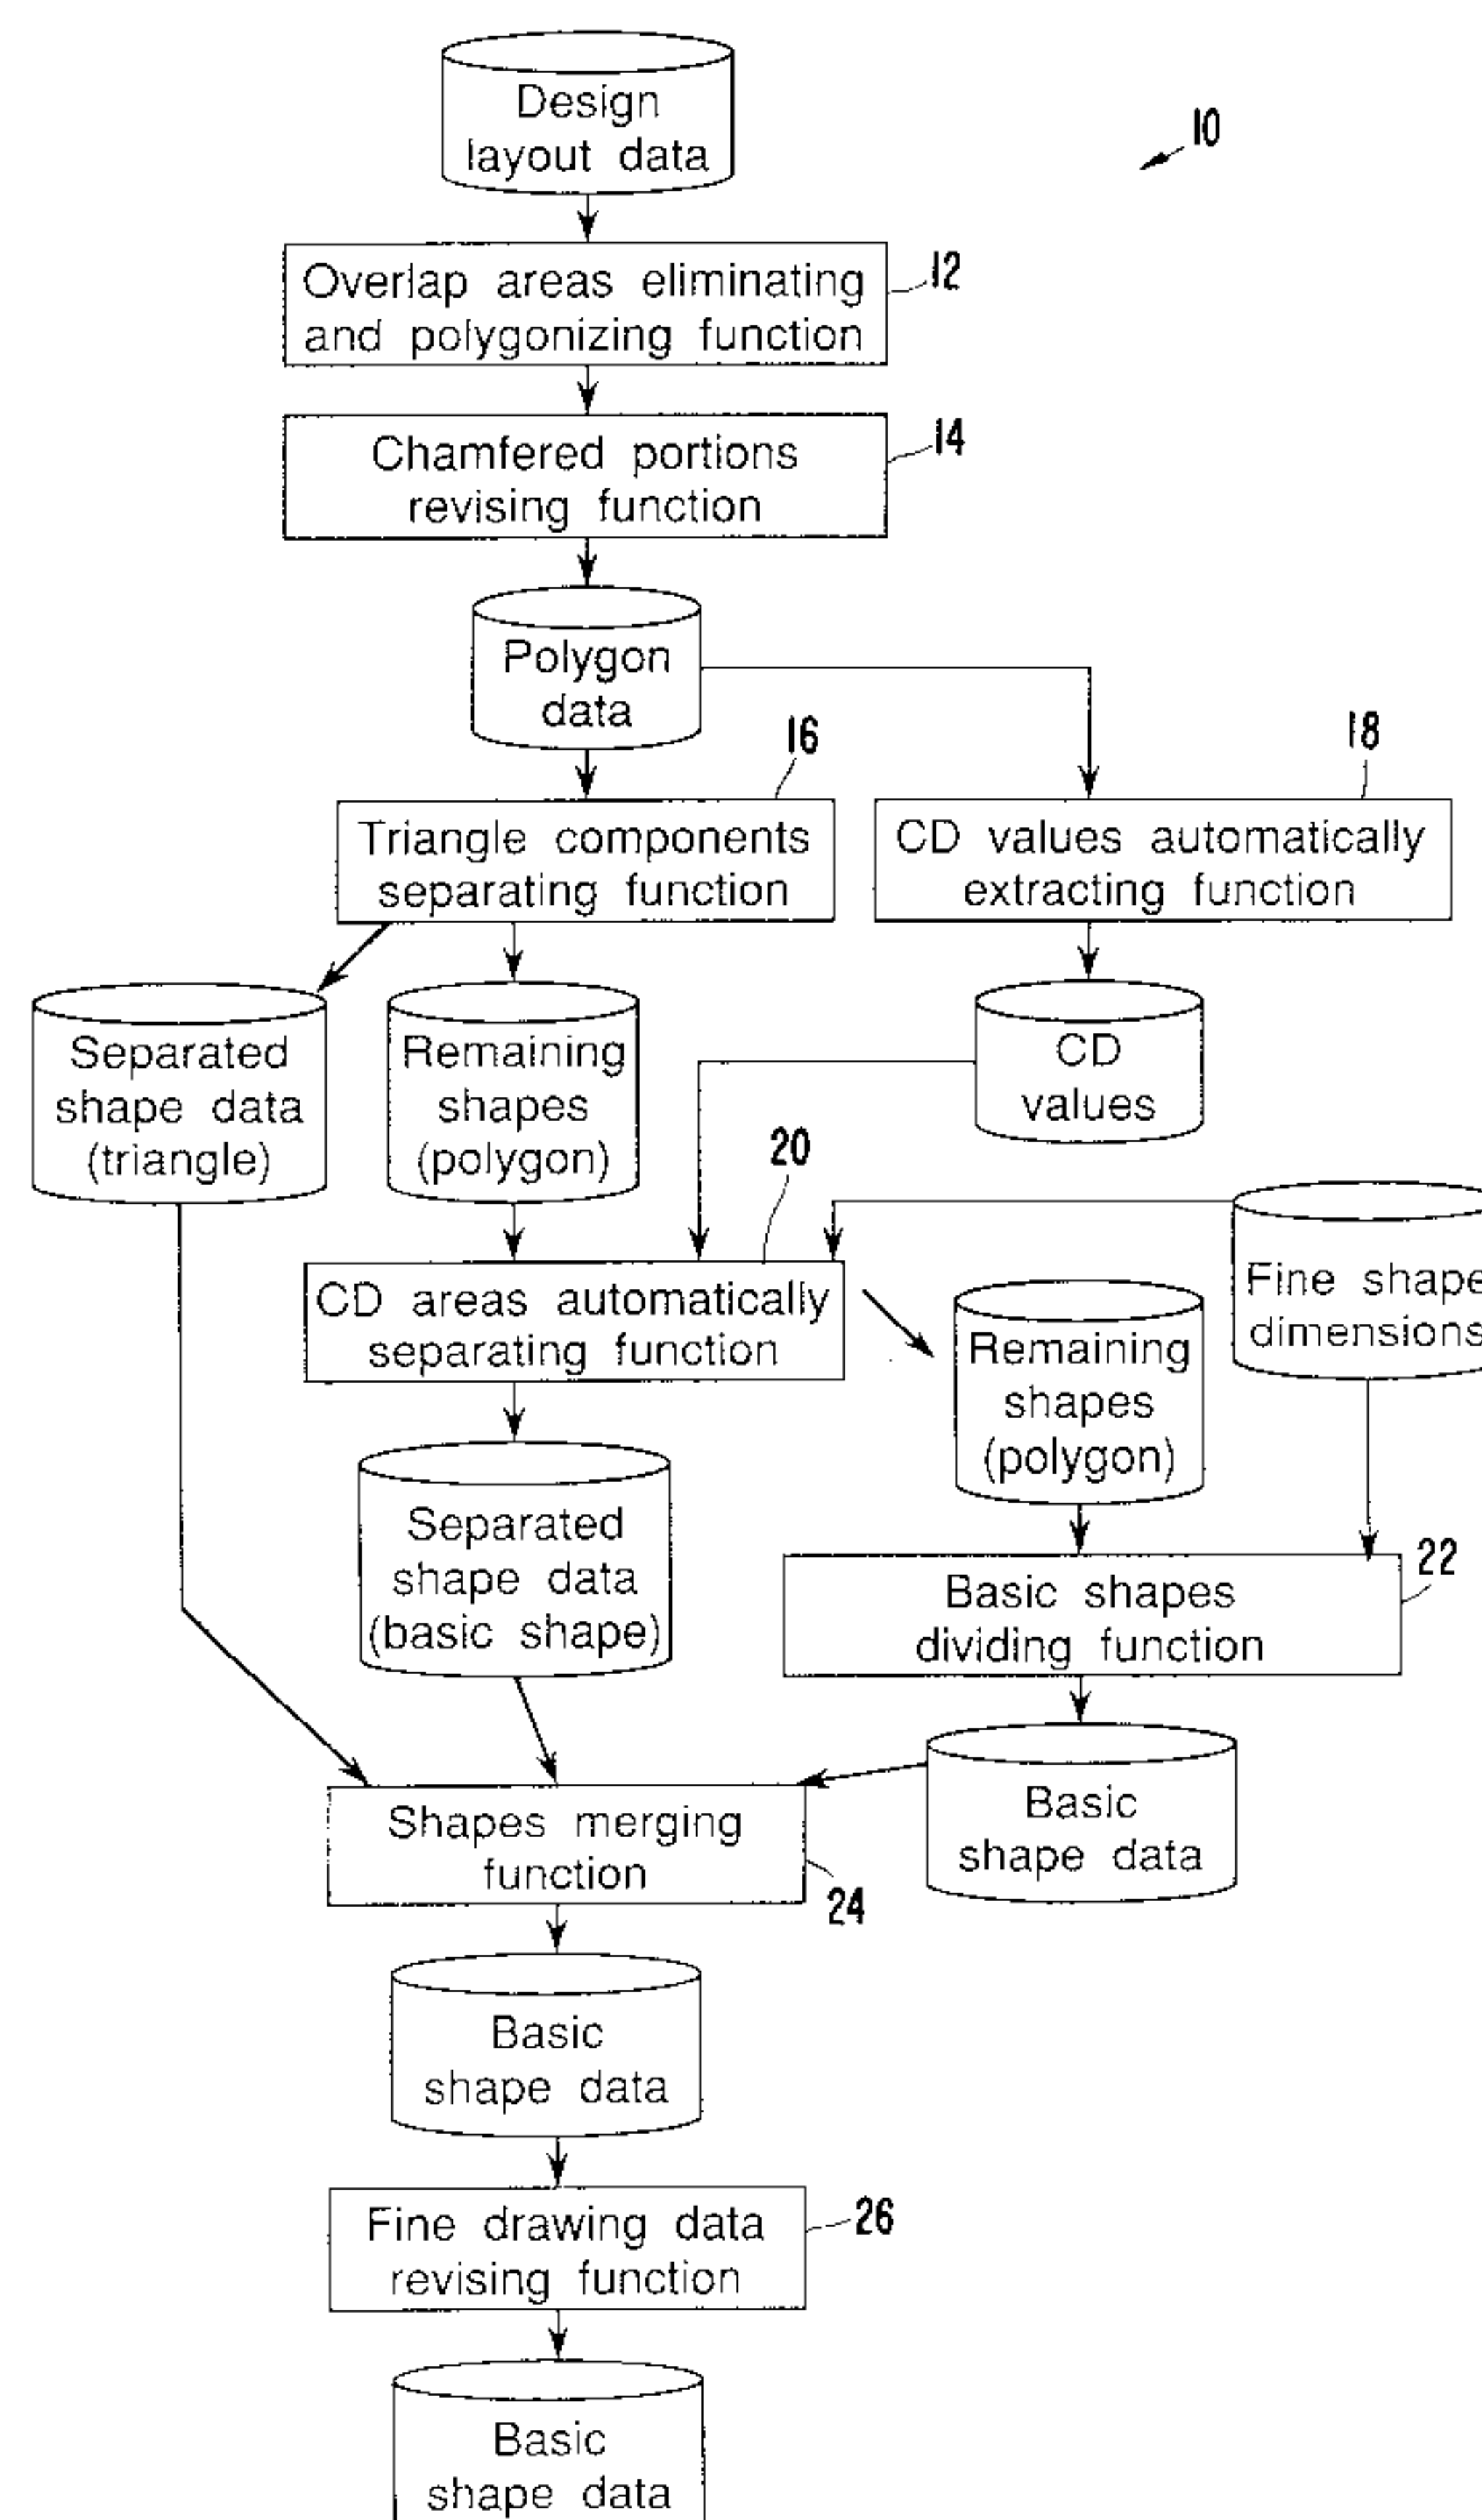 Design
layout data
10
Overlap areas eliminating
and polygonizing function
12
Chamfered portions
revising function
14
Polygon
data
16
18
Triangle components
separating function
CD values automatically
extracting function
Separated
shape data
(triangle)
Remaining
shapes
(polygon)
CD
values
20
Fine shape
dimensions
CD areas automatically
separating function
Remaining
shapes
(polygon)
Separated
shape data
(basic shape)
22
Basic shapes
dividing function
Shapes merging
function
24
Basic
shape data
Basic
shape data
Fine drawing data
revising function
26
Basic
shape data